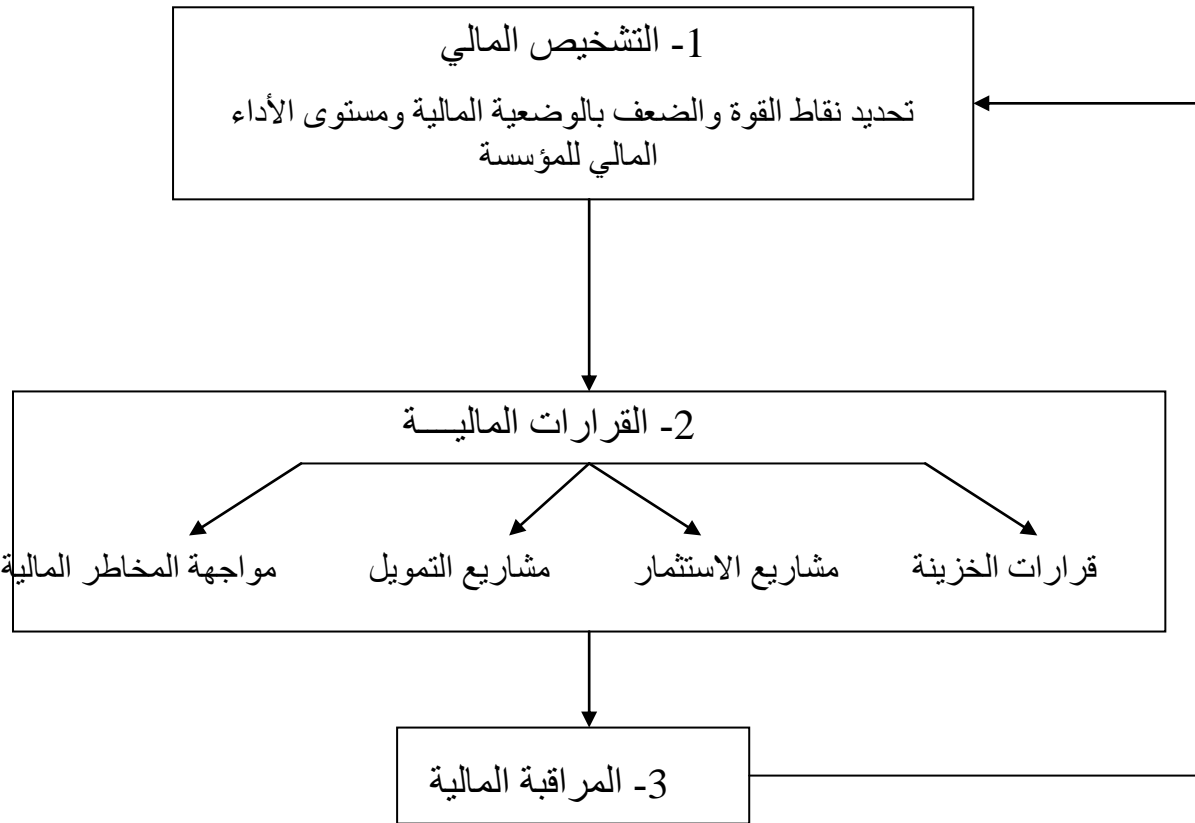 1- التشخيص المالي
تحديد نقاط القوة والضعف بالوضعية المالية ومستوى الأداء
المالي للمؤسسة
2- القرارات الماليـــة
قرارات الخزينة
مشاريع الاستثمار
مشاريع التمويل
مواجهة المخاطر المالية
3- المراقبة المالية